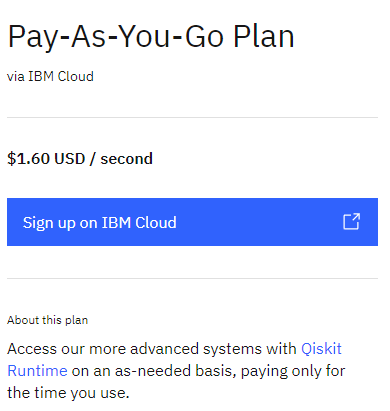 Pay-As-You-Go Plan
via IBM Cloud
$1.60 USD / second
Sign up on IBM Cloud
About this plan
Access our more advanced systems with Qiskit
Runtime on an as-needed basis, paying only for
the time you use.